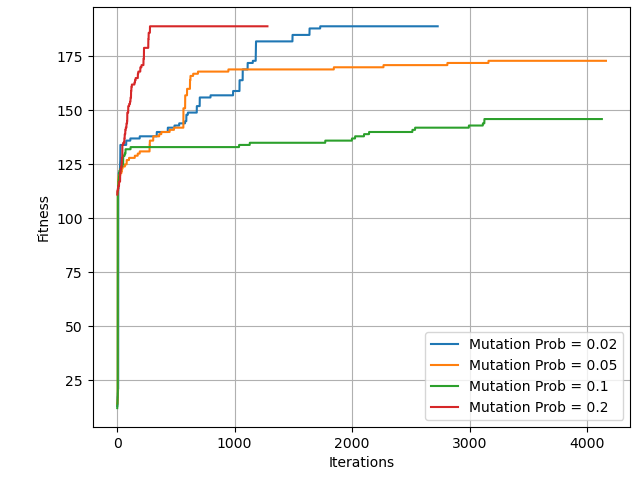 175
150
125
100
75
50
25
Fitness
0 1000 2000 3000 4000
Iterations
Mutation Prob = 0.02
Mutation Prob = 0.05
Mutation Prob = 0.1
Mutation Prob = 0.2